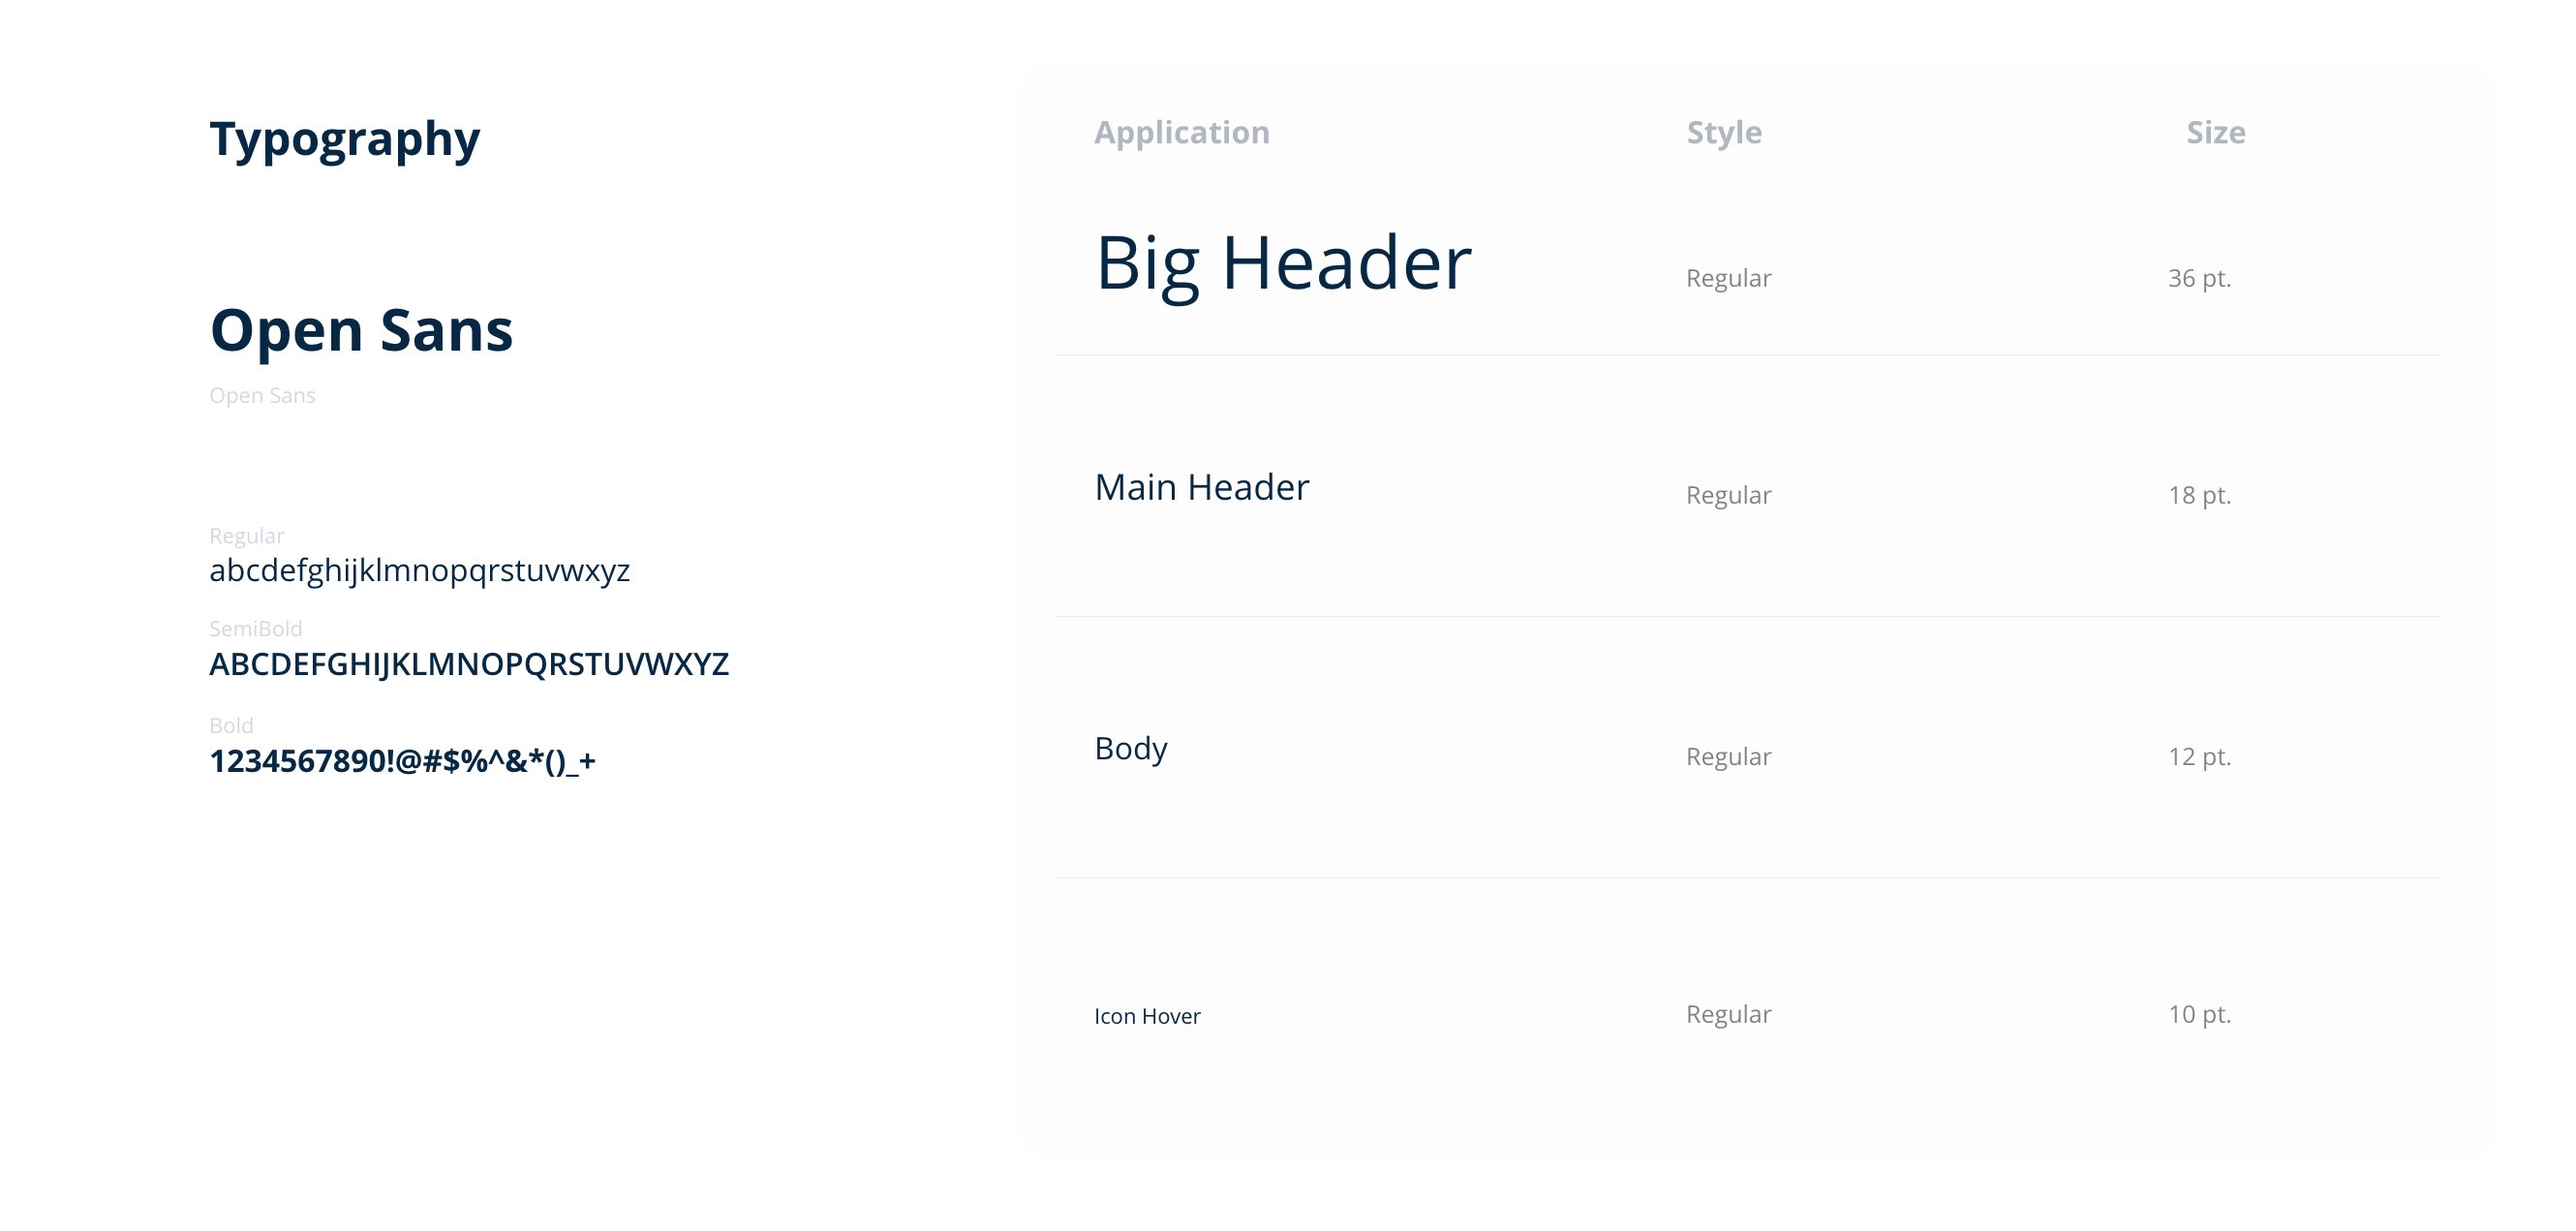 Typography
Open Sans
Open Sans
Regular
abcdefghijklmnopqrstuvwxyz
SemiBold
ABCDEFGHIJKLMNOPQRSTUVWXYZ
Bold
1234567890!@#$%^&*()_+
Application Style Size
Big Header Regular 36 pt.
Main Header Regular 18 pt.
Body Regular 12 pt.
Icon Hover Regular 10 pt.